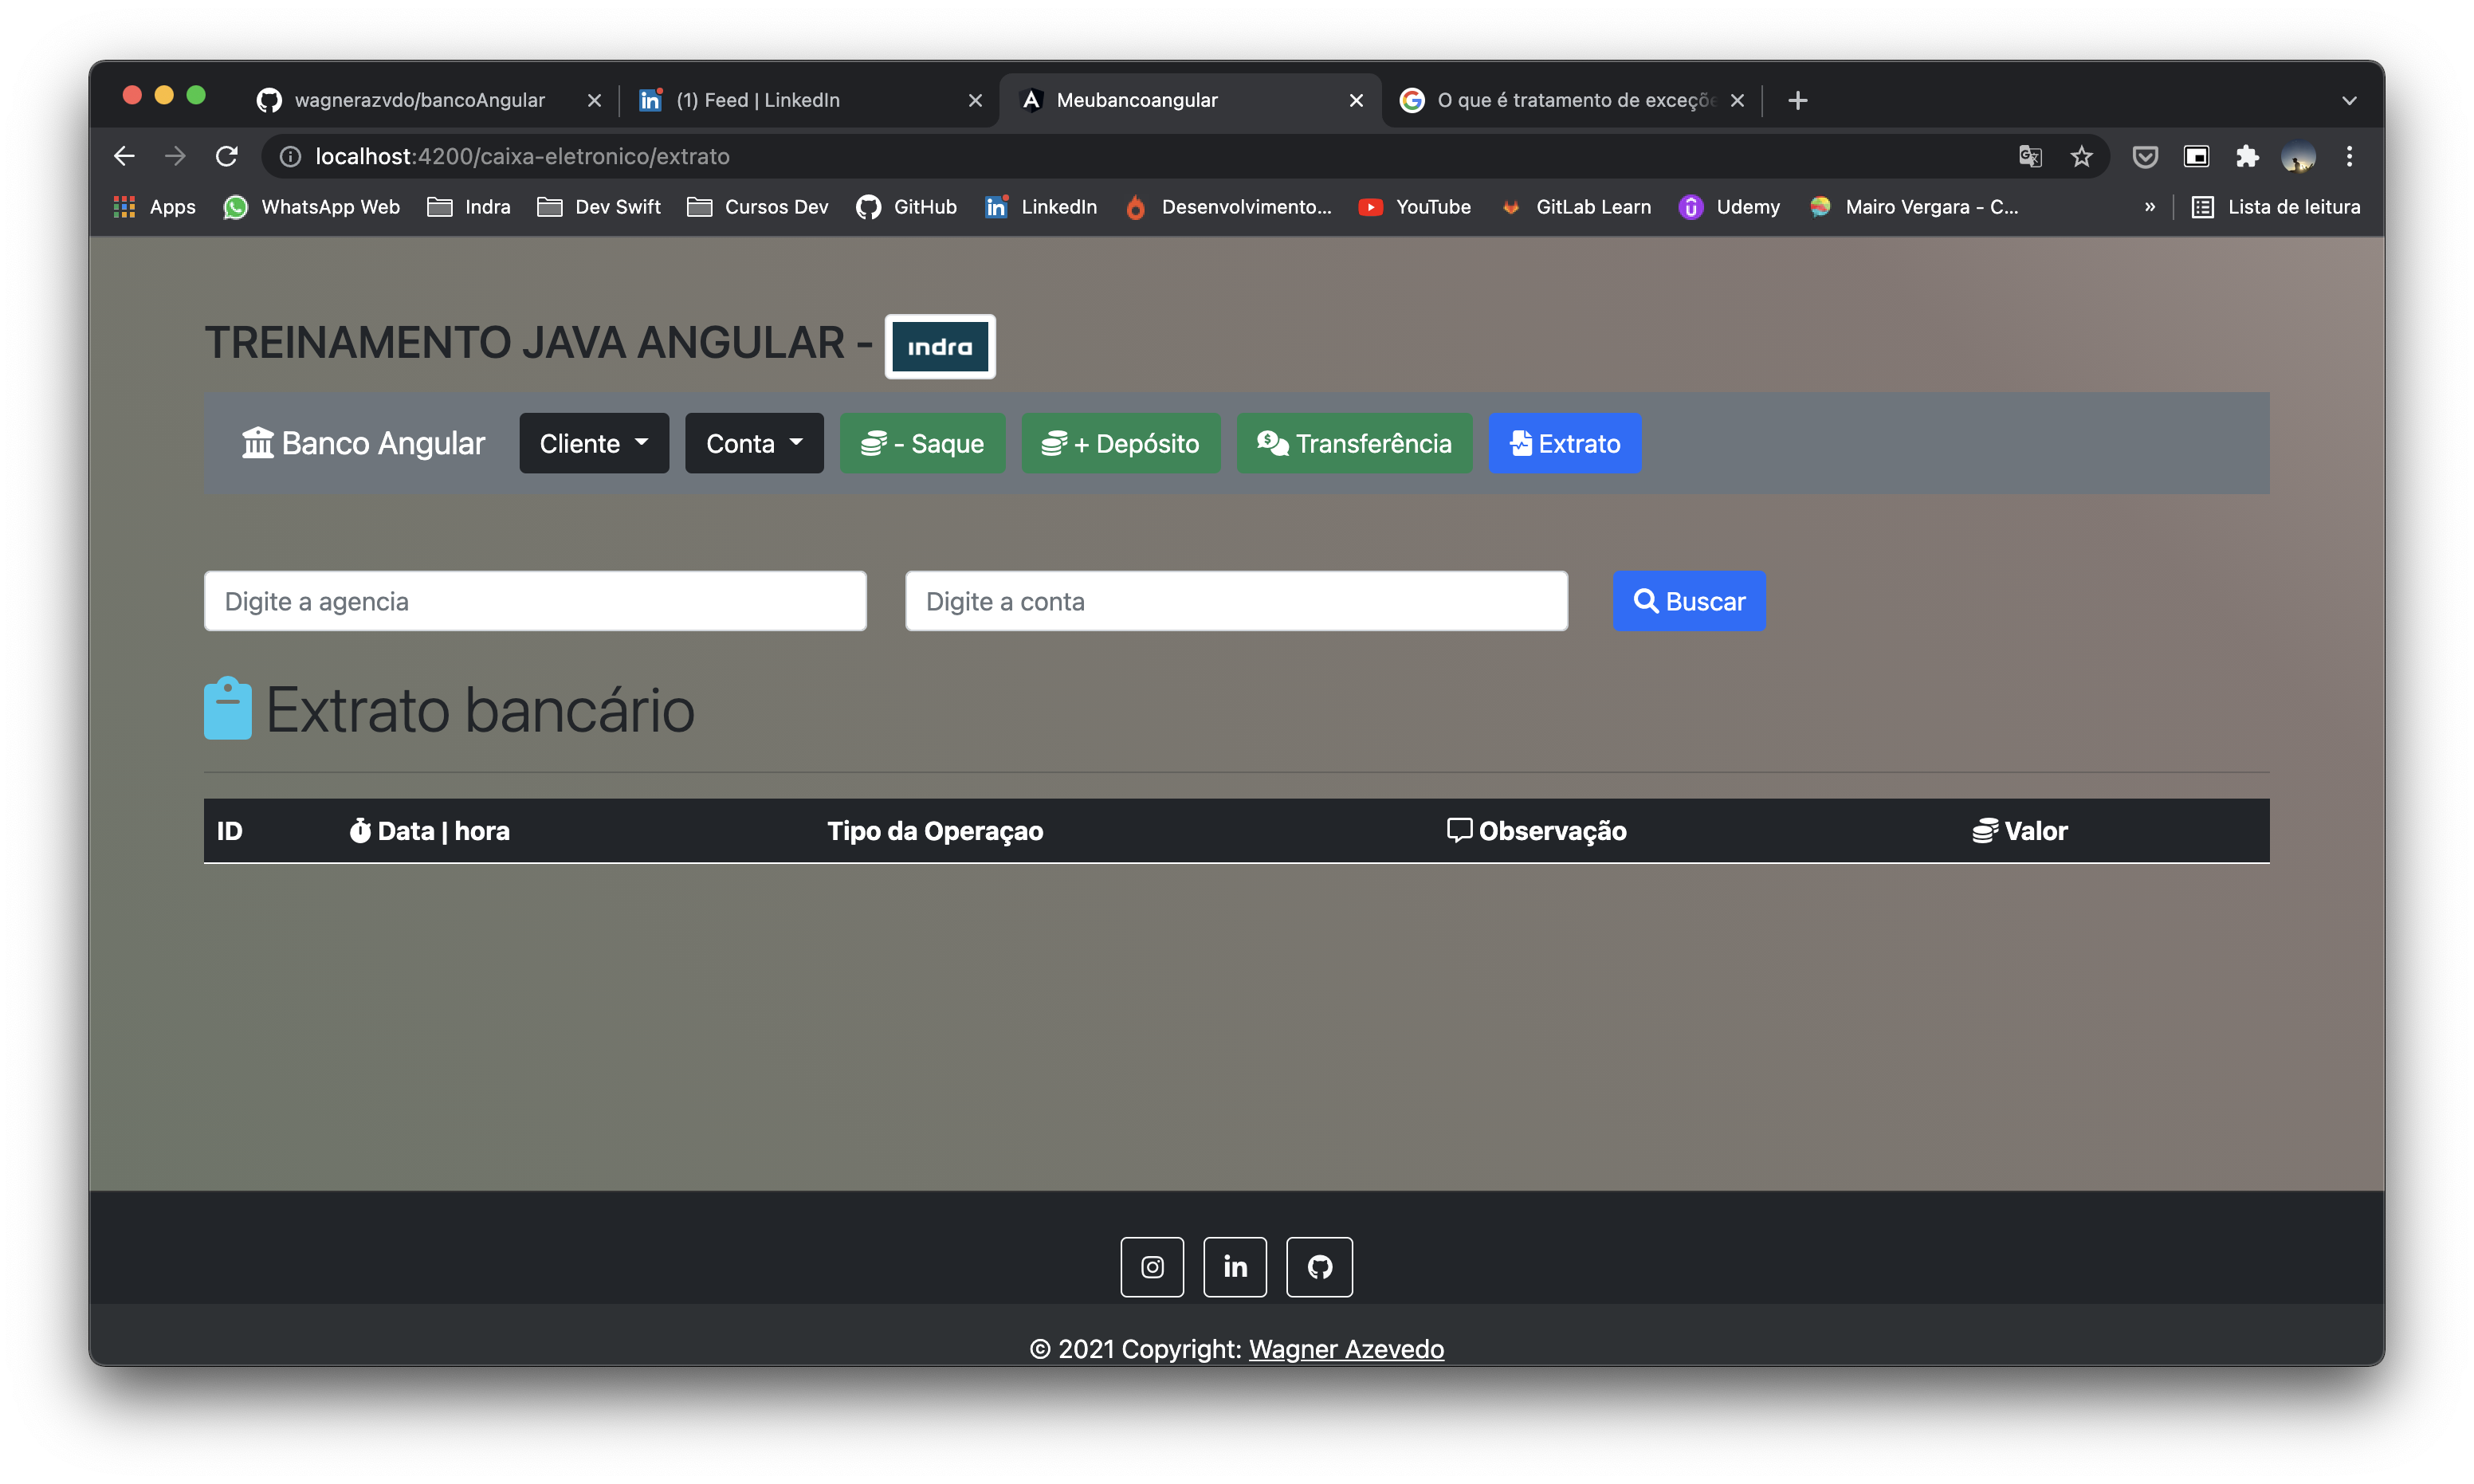 wagnerazvdo/bancoAngular
(1) Feed | LinkedIn
Meubancoangular
O que é tratamento de exceçõe
localhost:4200/caixa-eletronico/extrato
Apps WhatsApp Web Indra Dev Swift Cursos Dev GitHub LinkedIn Desenvolvimento... YouTube GitLab Learn Udemy Mairo Vergara - C... » Lista de leitura
TREINAMENTO JAVA ANGULAR - indra
Banco Angular Cliente Conta - Saque + Depósito Transferência Extrato
Digite a agencia Digite a conta Buscar
Extrato bancário
ID Data | hora Tipo da Operaçao Observação Valor
© 2021 Copyright: Wagner Azevedo